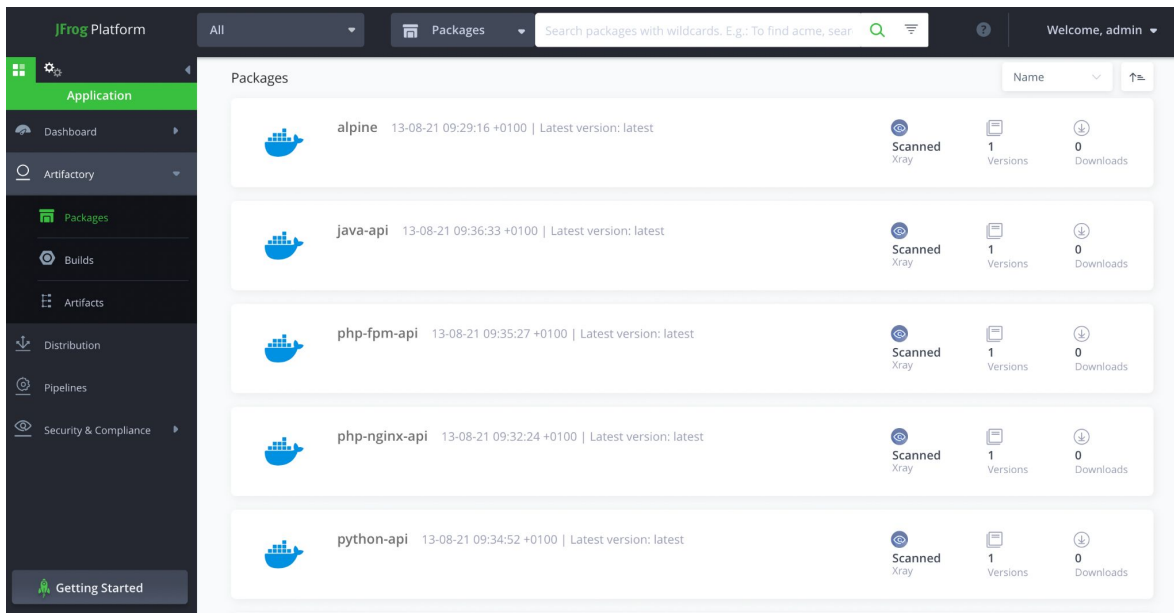 JFrog Platform
All
Packages
Search packages with wildcards. E.g.: To find acme, sear
Welcome, admin
Application
Dashboard
Artifactory
Packages
Builds
Artifacts
Distribution
Pipelines
Security & Compliance
Getting Started
Packages
Name
alpine 13-08-21 09:29:16 +0100 | Latest version: latest
Scanned 1 0
Xray Versions Downloads
java-api 13-08-21 09:36:33 +0100 | Latest version: latest
Scanned 1 0
Xray Versions Downloads
php-fpm-api 13-08-21 09:35:27 +0100 | Latest version: latest
Scanned 1 0
Xray Versions Downloads
php-nginx-api 13-08-21 09:32:24 +0100 | Latest version: latest
Scanned 1 0
Xray Versions Downloads
python-api 13-08-21 09:34:52 +0100 | Latest version: latest
Scanned 1 0
Xray Versions Downloads